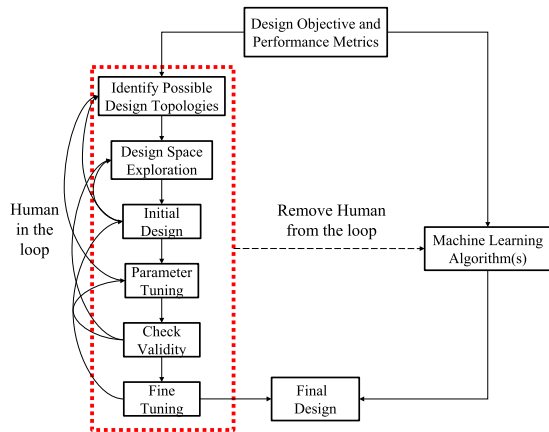 Design Objective and
Performance Metrics
Identify Possible
Design Topologies
Design Space
Exploration
Human
in the
loop
Initial
Design
Remove Human
from the loop
Machine Learning
Algorithm(s)
Parameter
Tuning
Check
Validity
Fine
Tuning
Final
Design